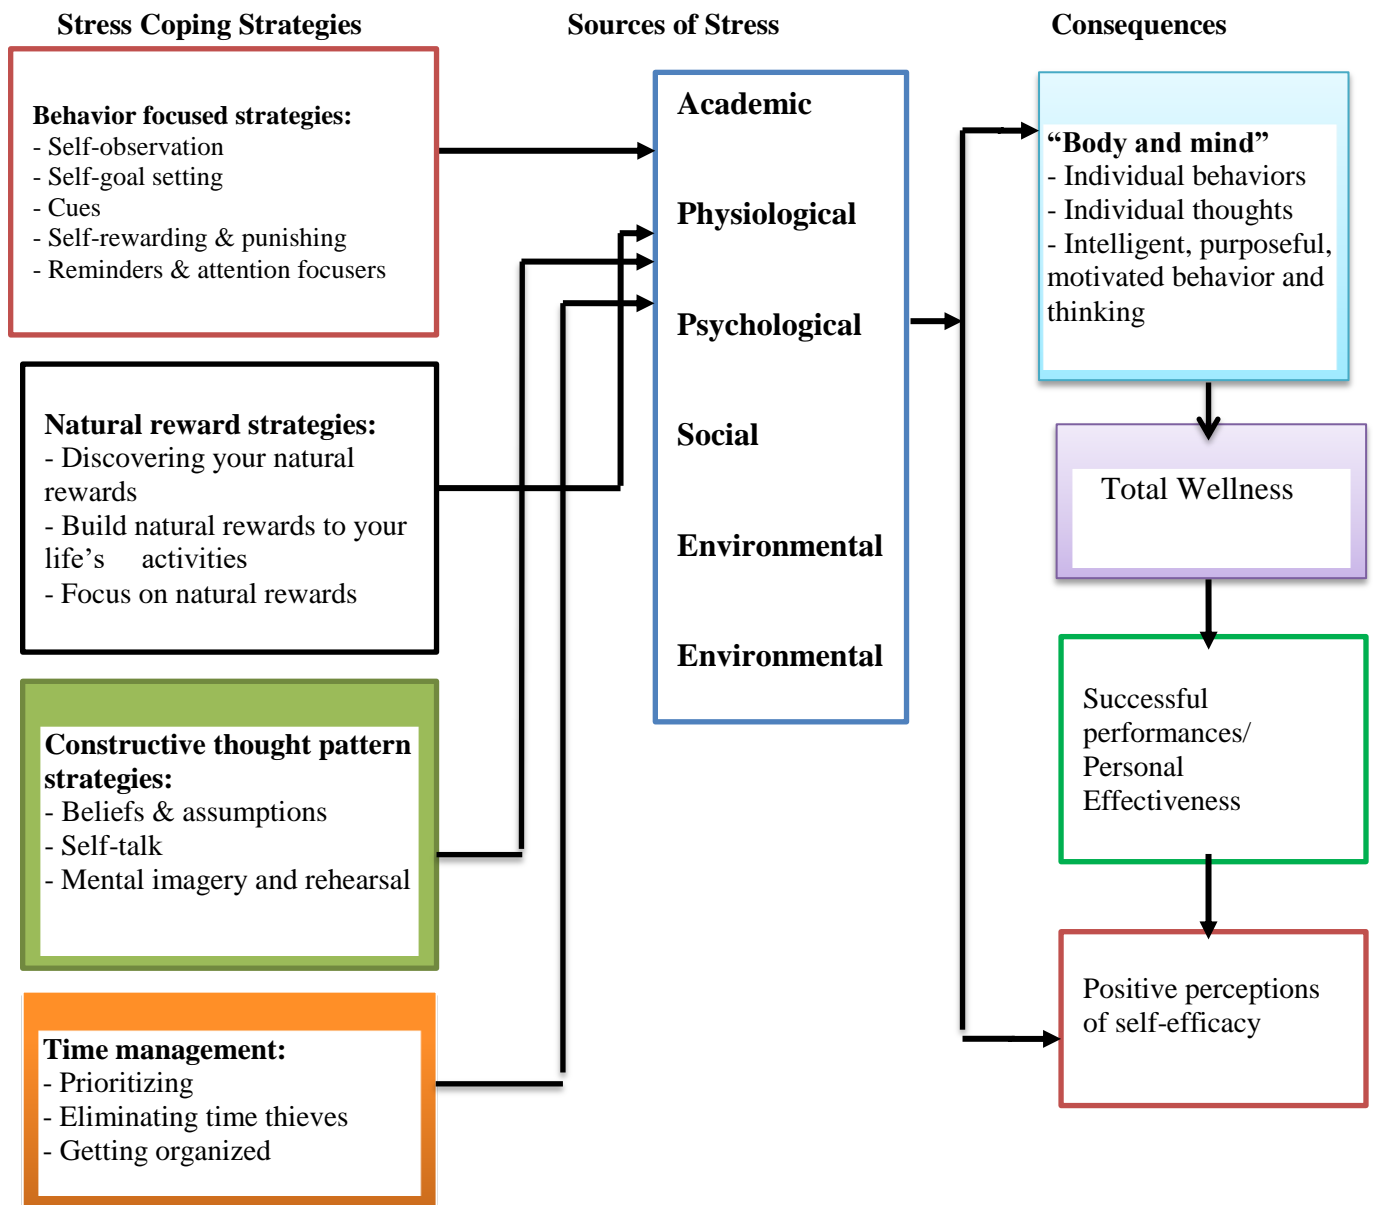 Stress Coping Strategies
Sources of Stress
Consequences
Behavior focused strategies:
- Self-observation
- Self-goal setting
- Cues
- Self-rewarding & punishing
- Reminders & attention focusers
Natural reward strategies:
- Discovering your natural
rewards
- Build natural rewards to your
life’s activities
- Focus on natural rewards
Constructive thought pattern
strategies:
- Beliefs & assumptions
- Self-talk
- Mental imagery and rehearsal
Time management:
- Prioritizing
- Eliminating time thieves
- Getting organized
Academic
Physiological
Psychological
Social
Environmental
Environmental
“Body and mind”
- Individual behaviors
- Individual thoughts
- Intelligent, purposeful,
motivated behavior and
thinking
Total Wellness
Successful
performances/
Personal
Effectiveness
Positive perceptions
of self-efficacy